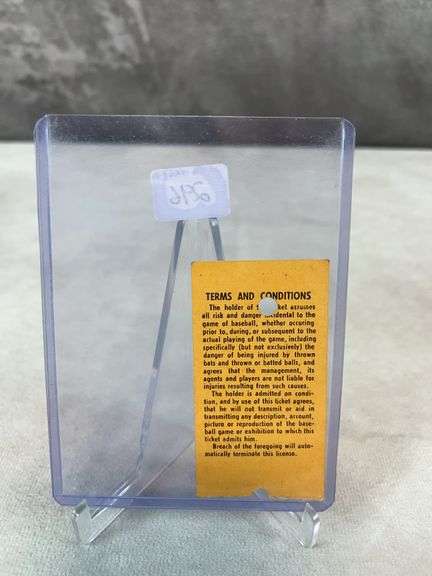 TERMS AND CONDITIONS
The holder of ticket assumes
all risk and danger incidental to the
game of baseball, whether occuring
prior to, during, or subsequent to the
actual playing of the game, including
specifically (but not exclusively) the
danger of being injured by thrown
bats and thrown or batted balls, and
agrees that the management, its
agents and players are not liable for
injuries resulting from such causes.
The holder is admitted on condi-
tion, and by use of this ticket agrees,
that he will not transmit or aid in
transmitting any description, account,
picture or reproduction of the base-
ball game or exhibition to which this
ticket admits him.
Breach of the foregoing will auto-
matically terminate this license.